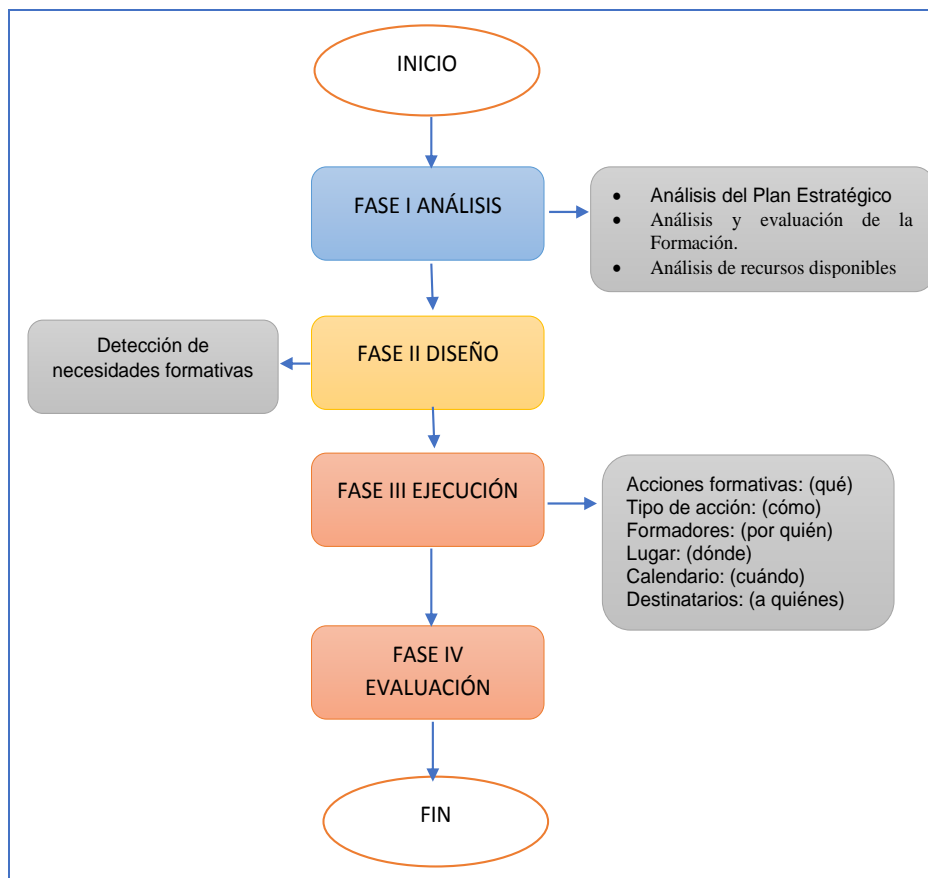 INICIO
FASE I ANÁLISIS
• Análisis del Plan Estratégico
• Análisis y evaluación de la
Formación.
• Análisis de recursos disponibles
FASE II DISEÑO
Detección de
necesidades formativas
FASE III EJECUCIÓN
Acciones formativas: (qué)
Tipo de acción: (cómo)
Formadores: (por quién)
Lugar: (dónde)
Calendario: (cuándo)
Destinatarios: (a quiénes)
FASE IV
EVALUACIÓN
FIN